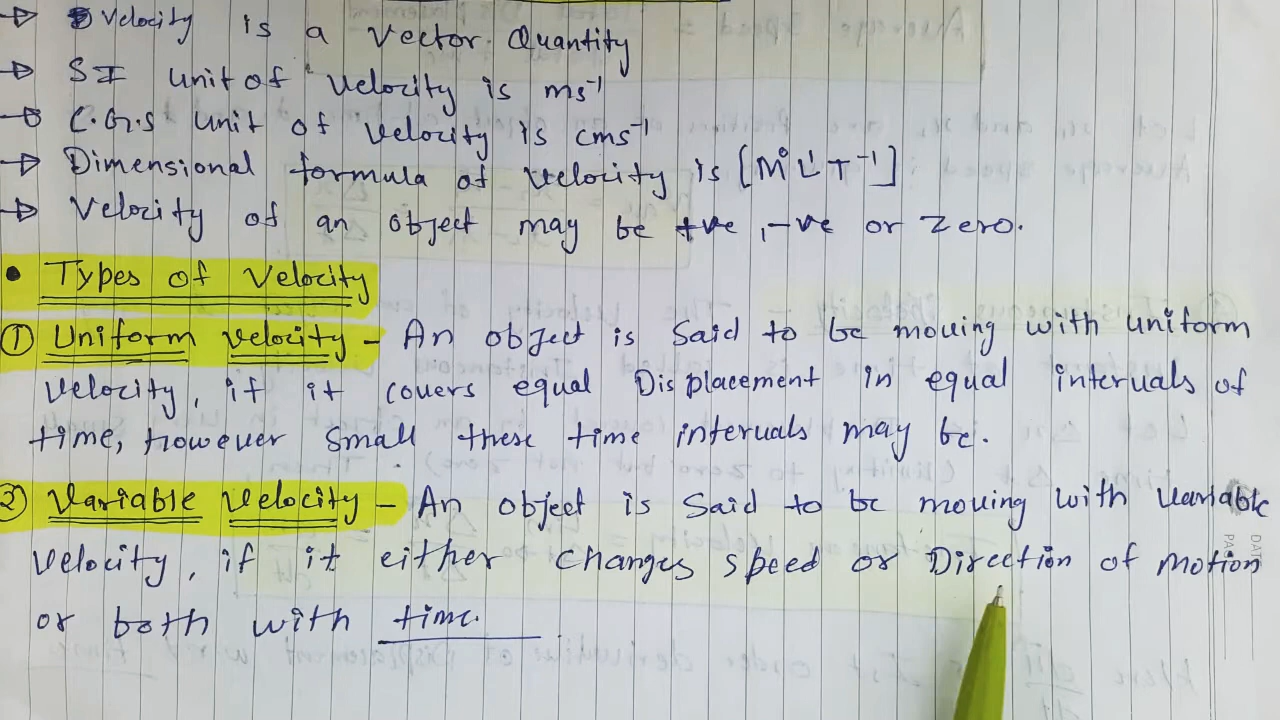 → Velocity is a Vector Quantity
→ SI unit of Velocity is ms⁻¹
→ C.G.S unit of Velocity is cms⁻¹
→ Dimensional formula of Velocity is [M⁰L¹T⁻¹]
→ Velocity of an object may be +ve, -ve or Zero.
• Types of Velocity
① Uniform Velocity - An object is Said to be moving with uniform
Velocity, if it covers equal Displacement in equal intervals of
time, however Small these time intervals may be.
② Variable Velocity - An object is Said to be moving with variable
Velocity, if it either changes speed or Direction of motion
or both with time.